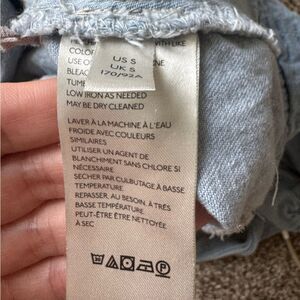 WITH LIKE
COLOR
US S
USE O
UK S
BLEAC
170/92A
TUMB
LOW IRON AS NEEDED
MAY BE DRY CLEANED
LAVER À LA MACHINE À L'EAU
FROIDE AVEC COULEURS
SIMILAIRES
UTILISER UN AGENT DE
BLANCHIMENT SANS CHLORE SI
NÉCESSAIRE
SÉCHER PAR CULBUTAGE À BASSE
TEMPERATURE
REPASSER, AU BESOIN, À TRÈS
BASSE TEMPÉRATURE
PEUT-ÊTRE ÊTRE NETTOYÉE
À SEC
P